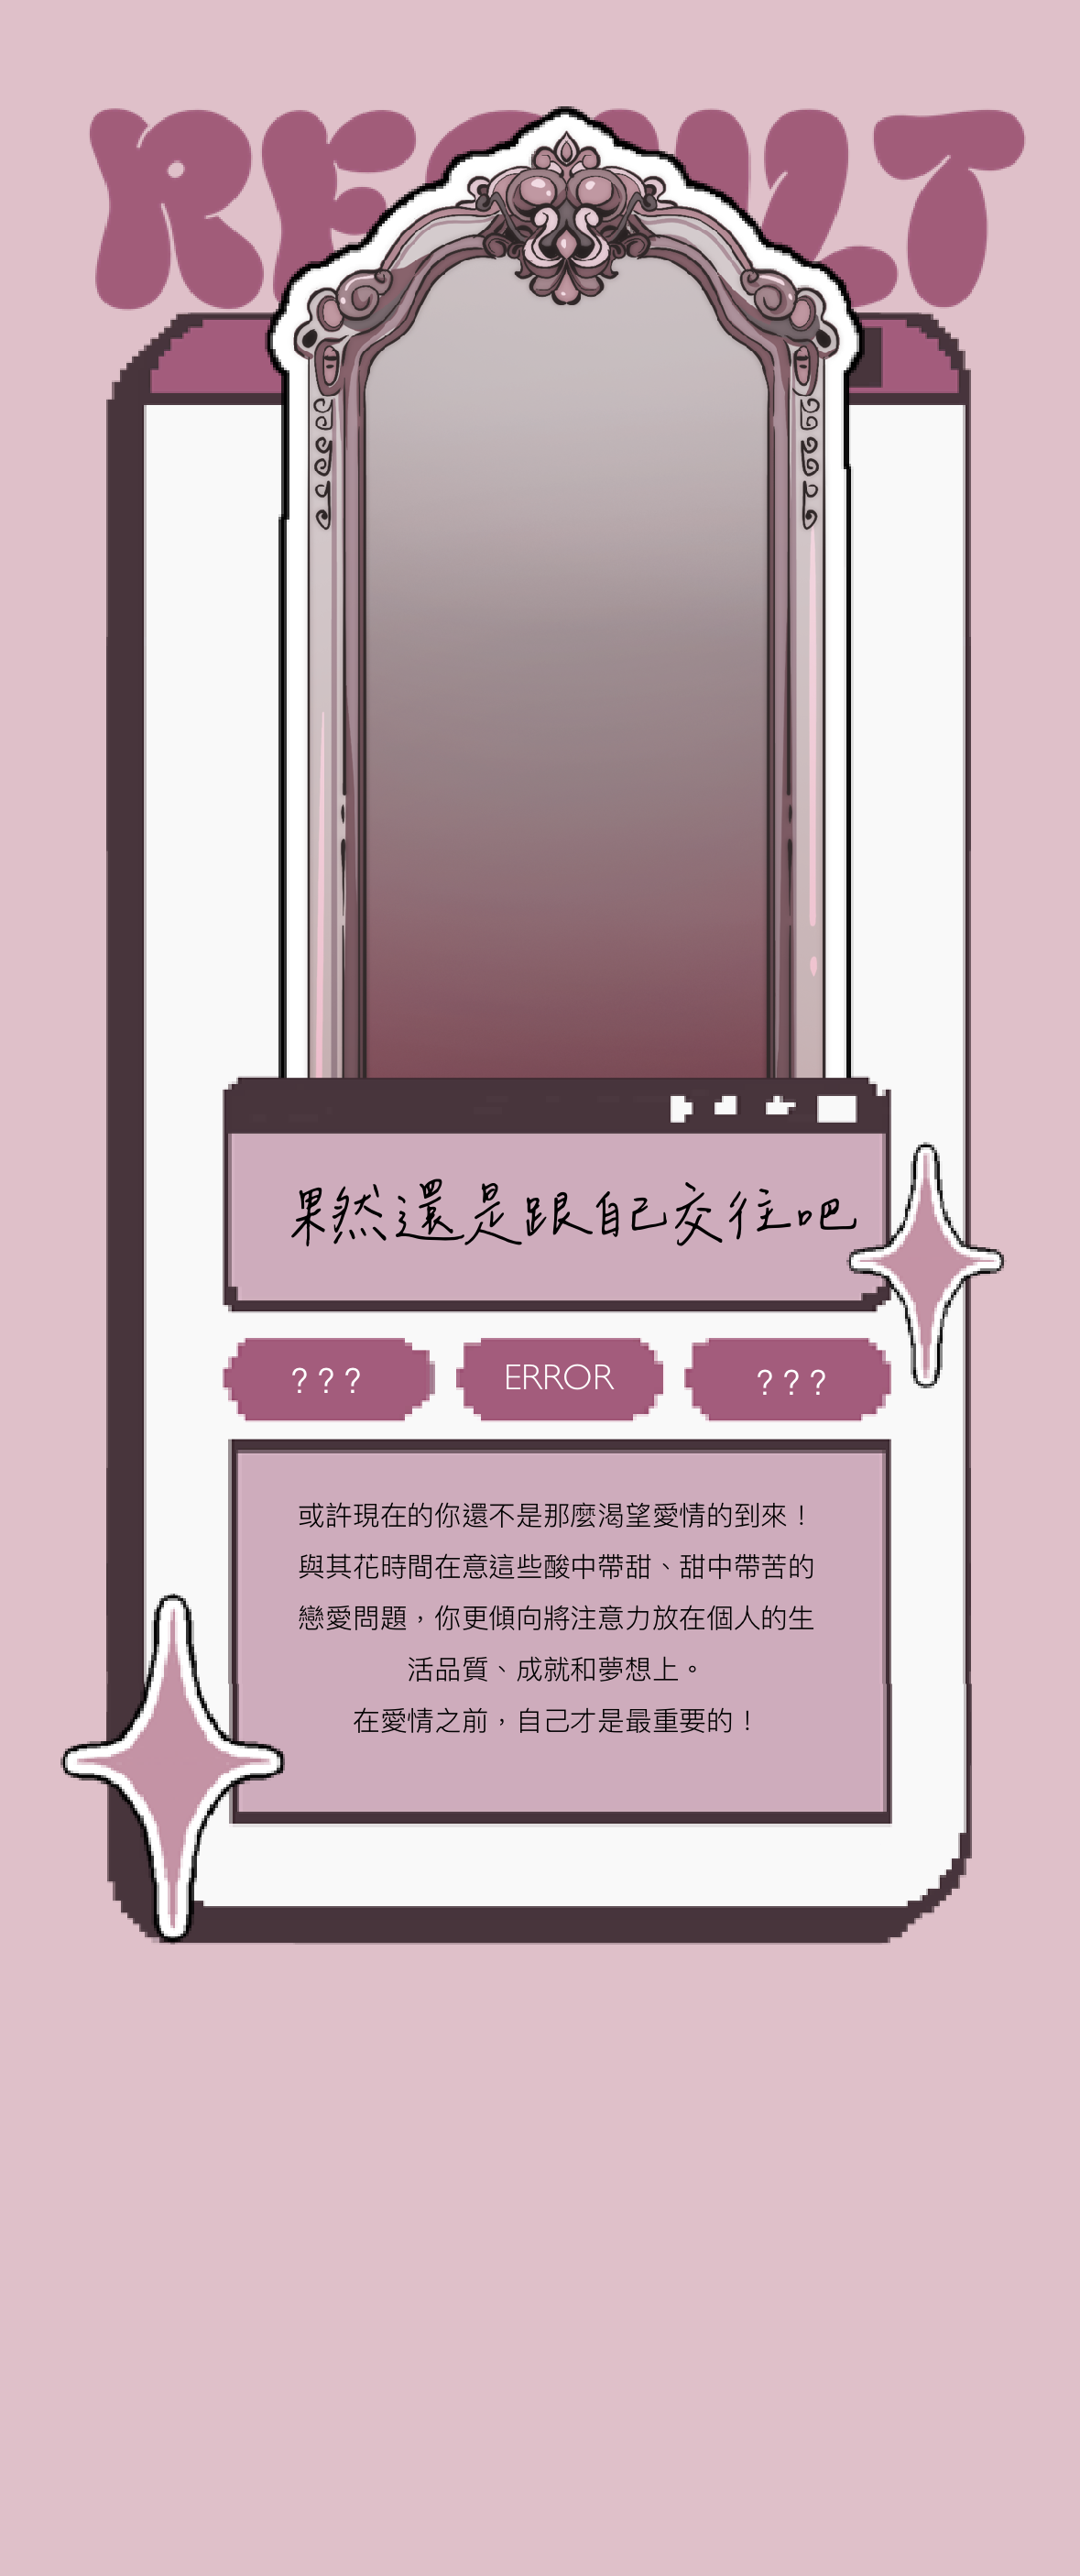 RESULT
果然還是跟自己交往吧
???
ERROR
???
或許現在的你還不是那麼渴望愛情的到來!
與其花時間在意這些酸中帶甜、甜中帶苦的
戀愛問題,你更傾向將注意力放在個人的生
活品質、成就和夢想上。
在愛情之前,自己才是最重要的!